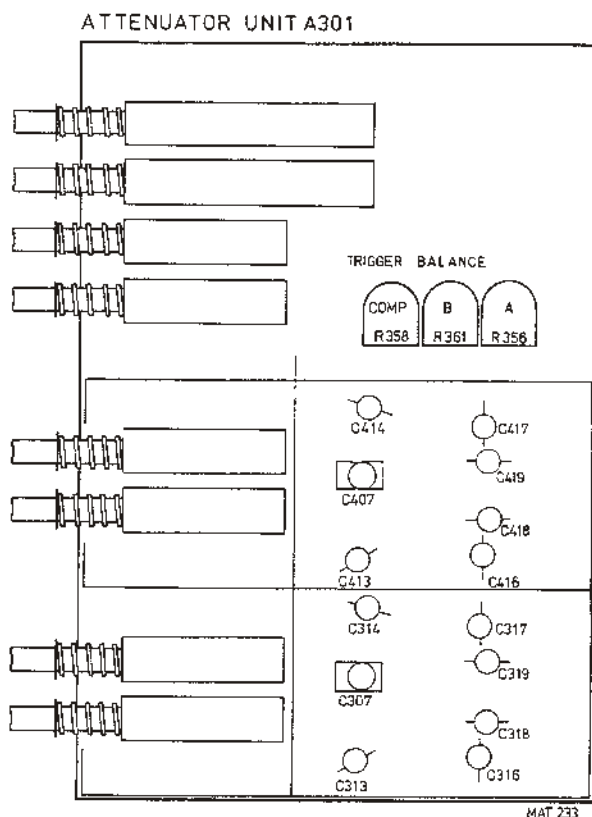 ATTENUATOR UNIT A301
TRIGGER BALANCE
COMP B A
R358 R361 R356
C414
C417
C419
C407
C418
C413
C416
C314
C317
C319
C307
C318
C316
C313
MAT 233